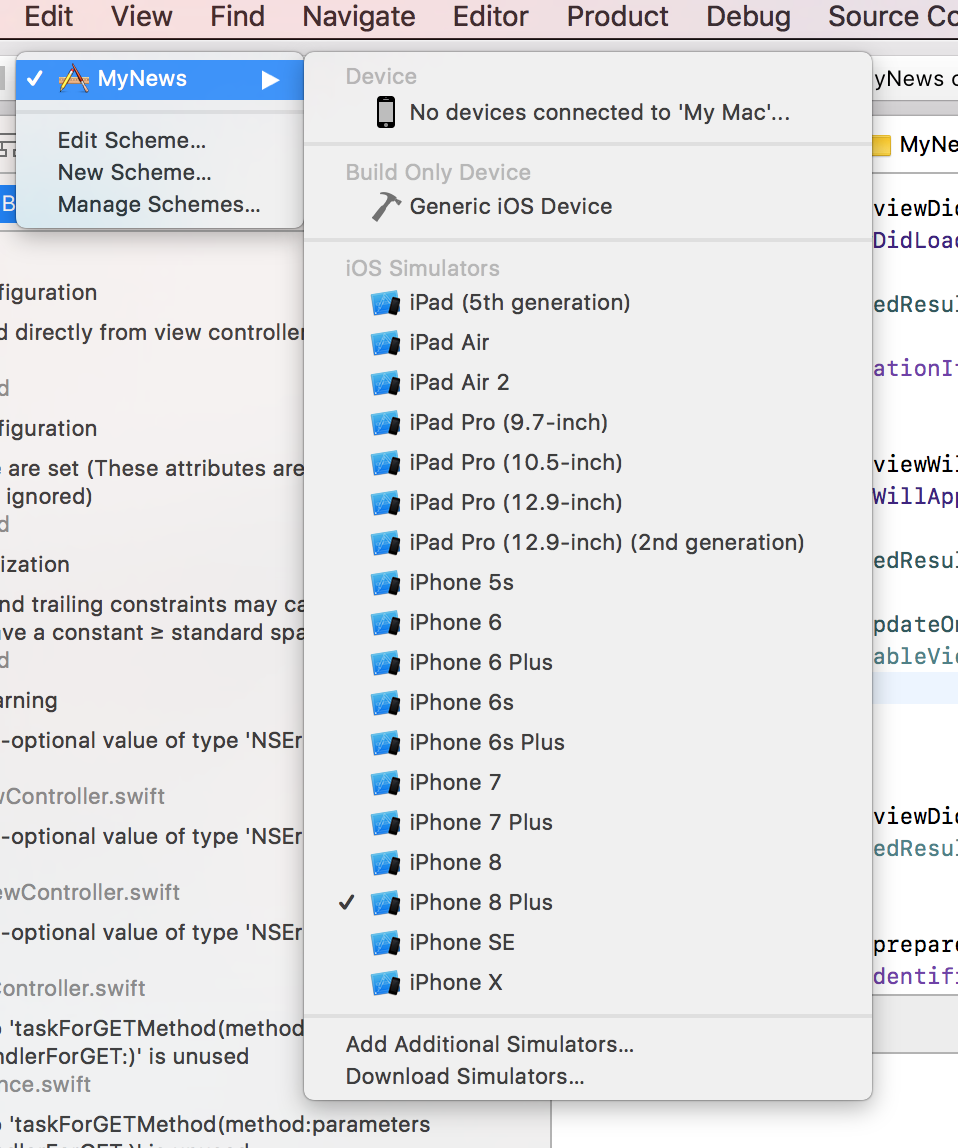 Edit View Find Navigate Editor Product Debug Source
MyNews
Edit Scheme...
New Scheme...
Manage Schemes...
Device
No devices connected to 'My Mac'...
Build Only Device
Generic iOS Device
iOS Simulators
iPad (5th generation)
iPad Air
iPad Air 2
iPad Pro (9.7-inch)
iPad Pro (10.5-inch)
iPad Pro (12.9-inch)
iPad Pro (12.9-inch) (2nd generation)
iPhone 5s
iPhone 6
iPhone 6 Plus
iPhone 6s
iPhone 6s Plus
iPhone 7
iPhone 7 Plus
iPhone 8
iPhone 8 Plus
iPhone SE
iPhone X
Add Additional Simulators...
Download Simulators...
figuration
d directly from view controller
d
figuration
e are set (These attributes are
ignored)
d
ization
nd trailing constraints may ca
ve a constant ≥ standard spa
d
arning
-optional value of type 'NSEr
wController.swift
-optional value of type 'NSEr
ewController.swift
-optional value of type 'NSEr
Controller.swift
'taskForGETMethod(method
ndlerForGET:)' is unused
nce.swift
'taskForGETMethod(method:parameters
yNews
MyNe
viewDid
DidLoad
edResul
ationIt
viewWil
WillApp
edResul
pdateOn
ableVie
viewDid
edResul
prepare
dentifi